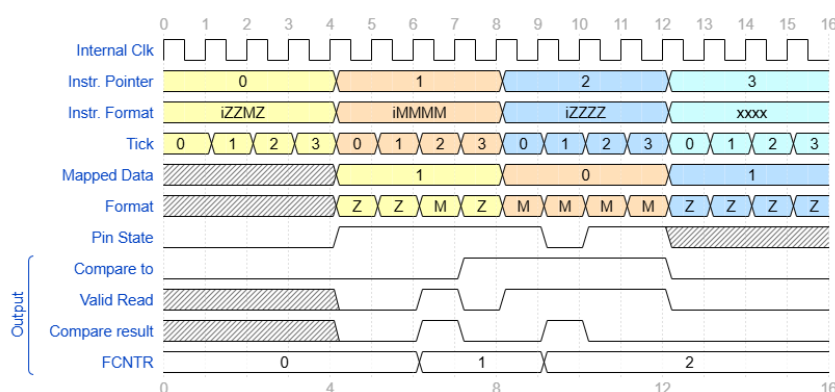 0 1 2 3 4 5 6 7 8 9 10 11 12 13 14 15 16
Internal Clk
Instr. Pointer 0 1 2 3
Instr. Format iZZMZ iMMMM iZZZZ xxxx
Tick 0 1 2 3 0 1 2 3 0 1 2 3 0 1 2 3
Mapped Data 1 0 1
Format Z Z M Z M M M M Z Z Z Z
Pin State
Output
Compare to
Valid Read
Compare result
FCNTR 0 1 2
0 4 8 12 16